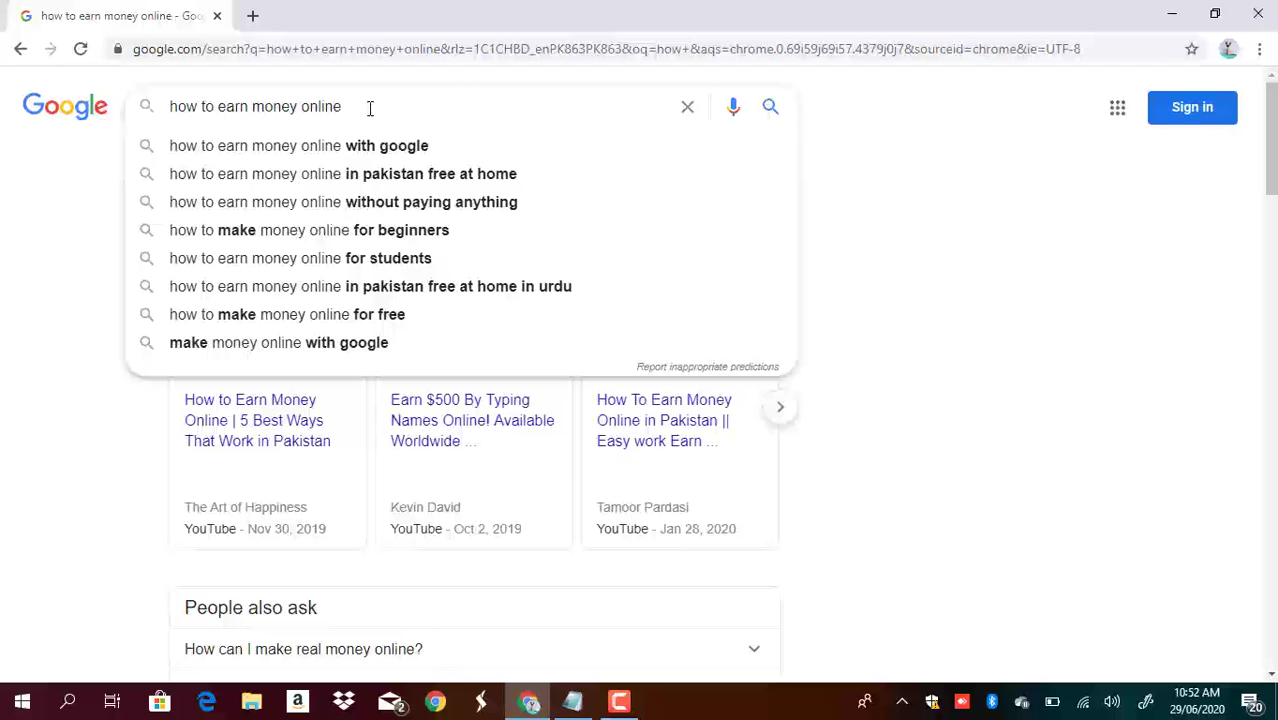 how to earn money online - Goo
google.com/search?q=how+to+earn+money+online&rlz=1C1CHBD_enPK863PK863&oq=how+&aqs=chrome.0.69i59j69i57.4379j0j7&sourceid=chrome&ie=UTF-8
Google
how to earn money online
Sign in
how to earn money online with google
how to earn money online in pakistan free at home
how to earn money online without paying anything
how to make money online for beginners
how to earn money online for students
how to earn money online in pakistan free at home in urdu
how to make money online for free
make money online with google
Report inappropriate predictions
How to Earn Money
Online | 5 Best Ways
That Work in Pakistan
The Art of Happiness
YouTube - Nov 30, 2019
Earn $500 By Typing
Names Online! Available
Worldwide ...
Kevin David
YouTube - Oct 2, 2019
How To Earn Money
Online in Pakistan ||
Easy work Earn ...
Tamoor Pardasi
YouTube - Jan 28, 2020
People also ask
How can I make real money online?
2
10:52 AM
29/06/2020
20